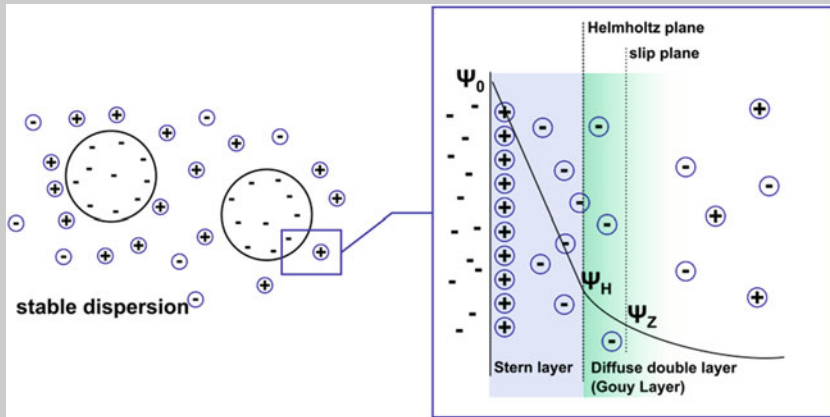 stable dispersion
Helmholtz plane
slip plane
Ψ0
ΨH
ΨZ
Stern layer
Diffuse double layer
(Gouy Layer)